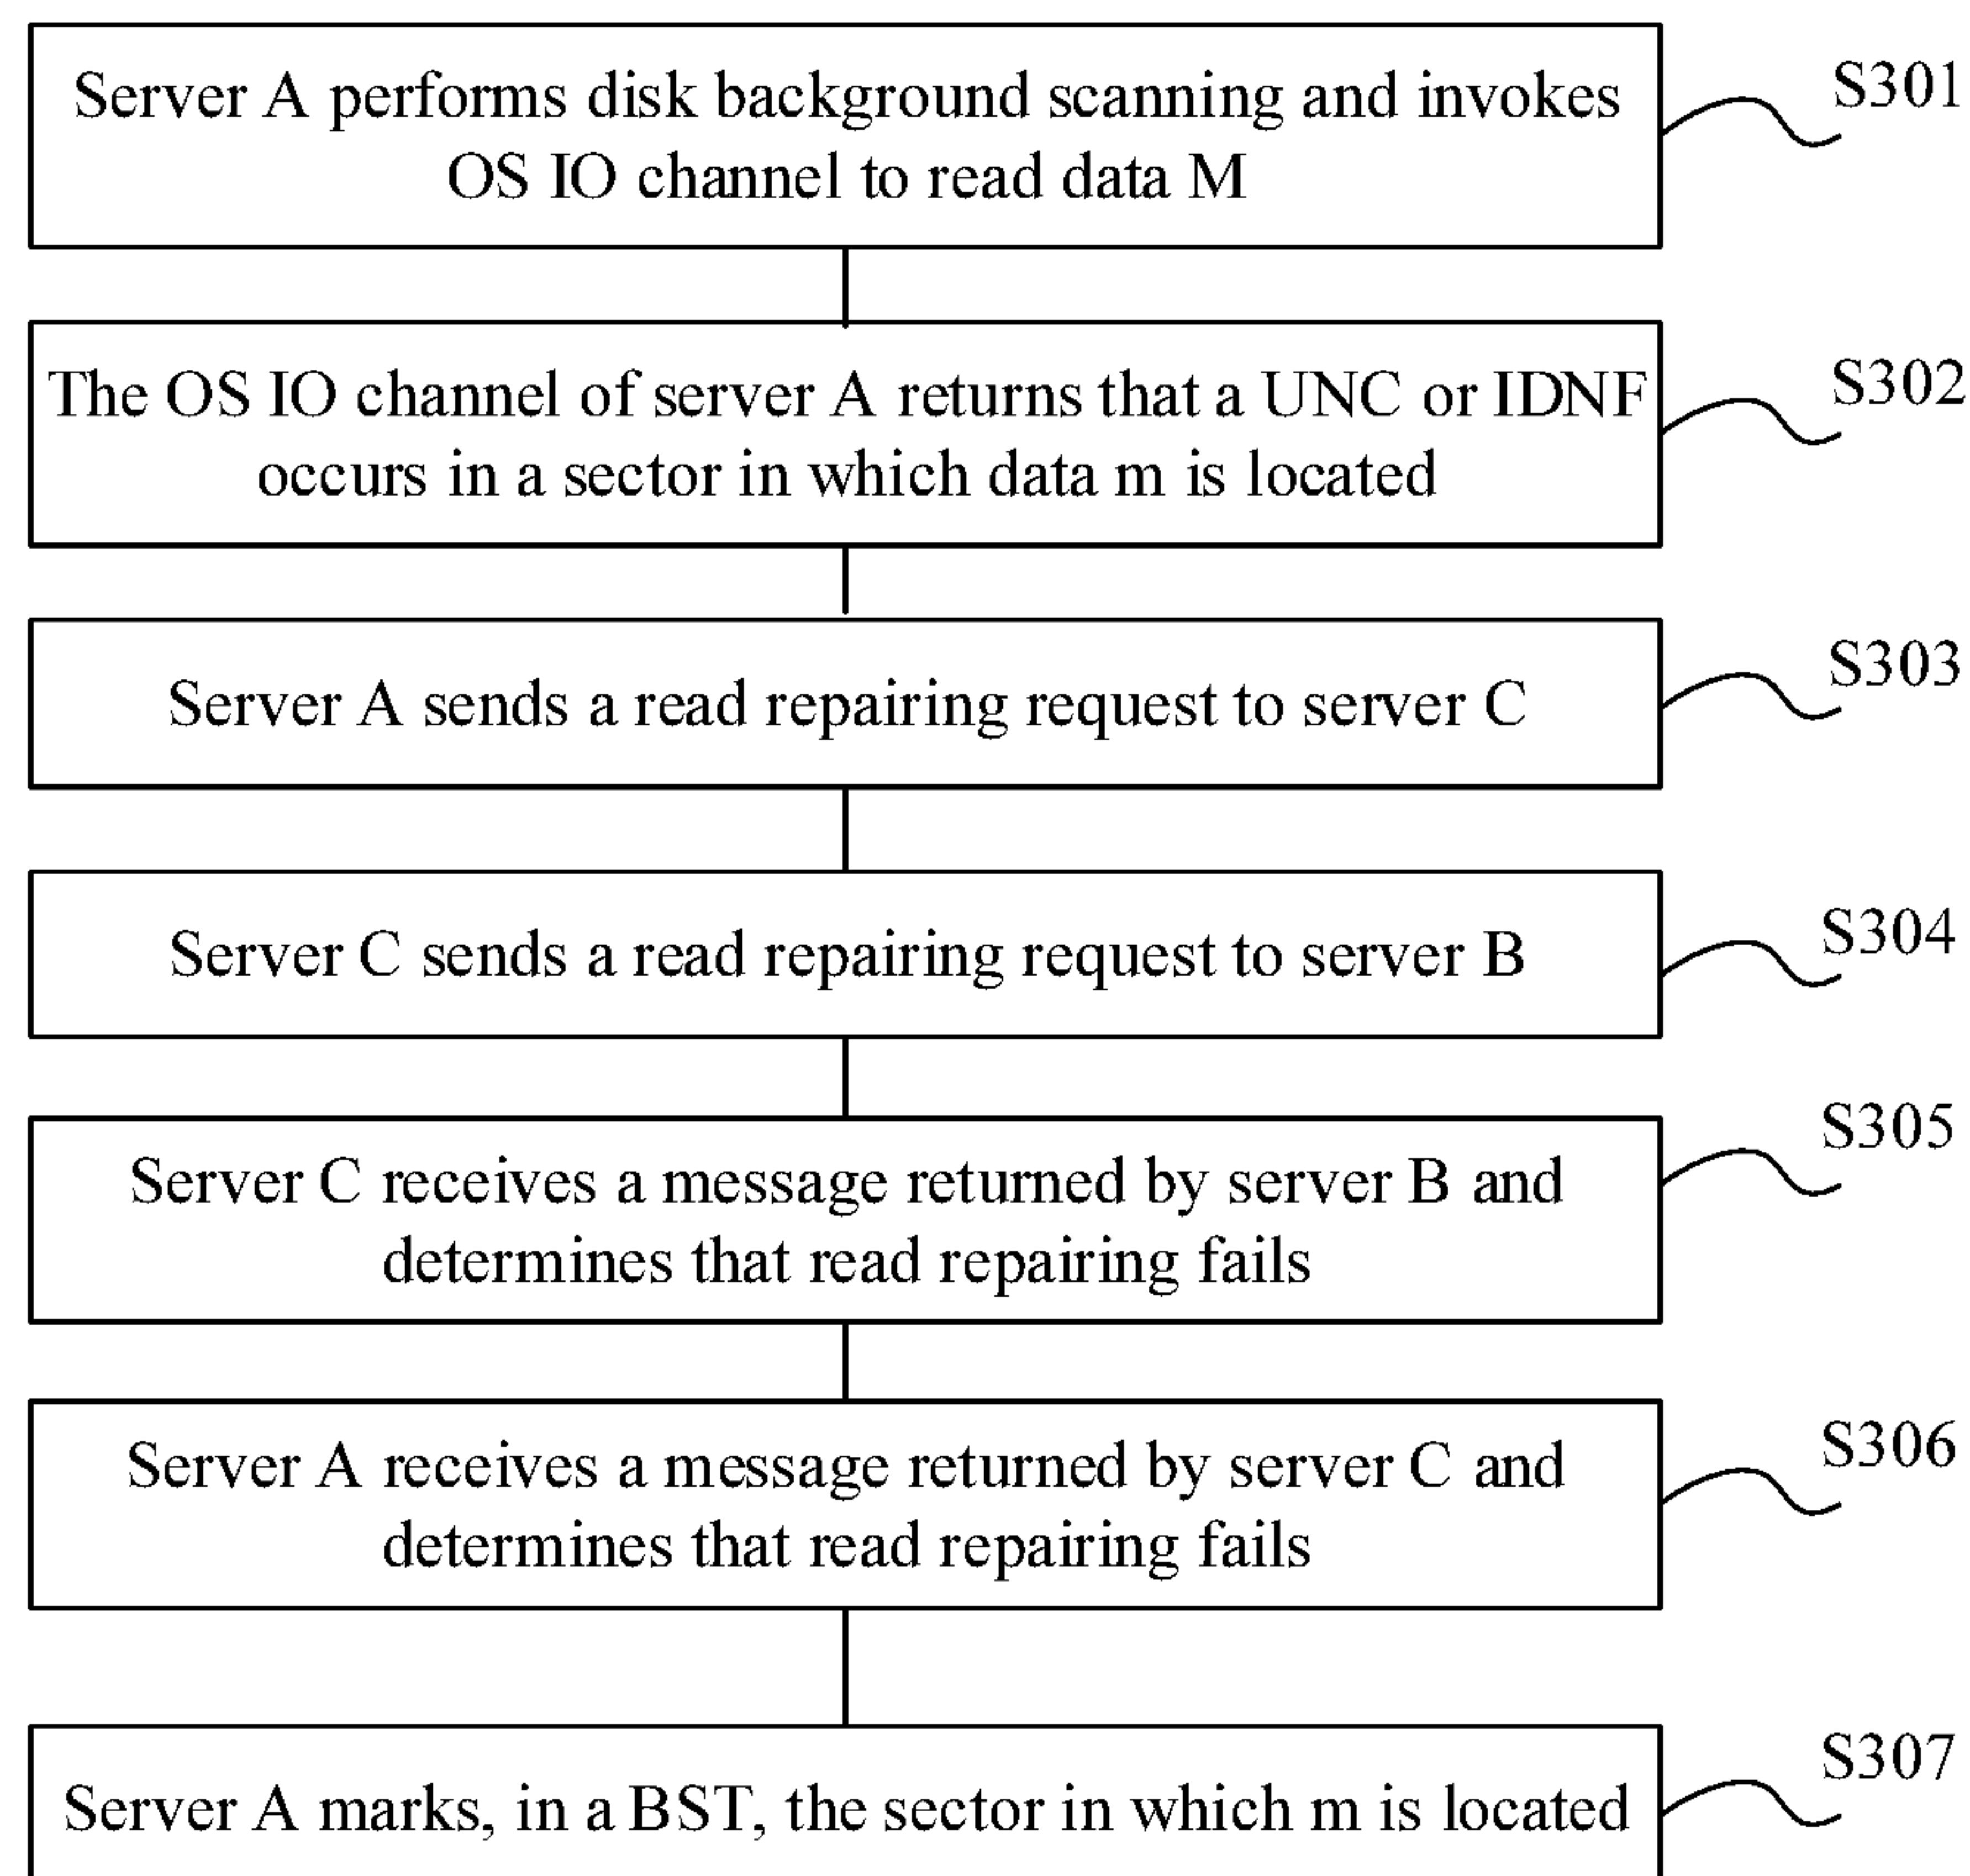 Server A performs disk background scanning and invokes
OS IO channel to read data M
S301
The OS IO channel of server A returns that a UNC or IDNF
occurs in a sector in which data m is located
S302
Server A sends a read repairing request to server C
S303
Server C sends a read repairing request to server B
S304
Server C receives a message returned by server B and
determines that read repairing fails
S305
Server A receives a message returned by server C and
determines that read repairing fails
S306
Server A marks, in a BST, the sector in which m is located
S307